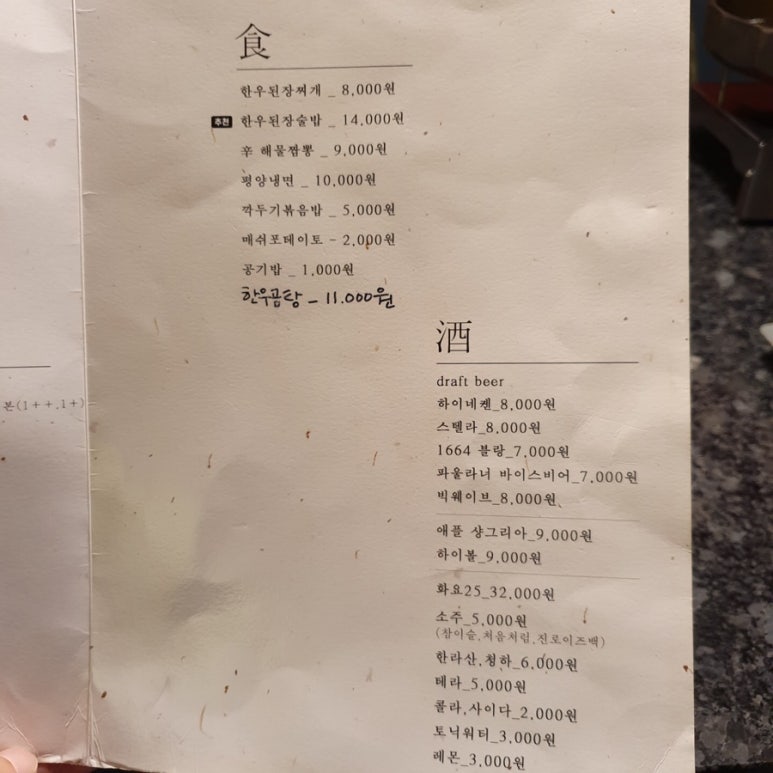 食
한우된장찌개 _ 8,000원
추천 한우된장술밥 _ 14,000원
辛 해물짬뽕 _ 9,000원
평양냉면 _ 10,000원
깍두기볶음밥 _ 5,000원
매쉬포테이토 - 2,000원
공기밥 _ 1,000원
한우곰탕 - 11.000원
본(1++,1+)
酒
draft beer
하이네켄_8,000원
스텔라_8,000원
1664 블랑_7,000원
파울라너 바이스비어_7,000원
빅웨이브_8,000원
애플 샹그리아_9,000원
하이볼_9,000원
화요25_32,000원
소주_5,000원
(참이슬,처음처럼,진로이즈백)
한라산,청하_6,000원
테라_5,000원
콜라,사이다_2,000원
토닉워터_3,000원
레몬_3,000원